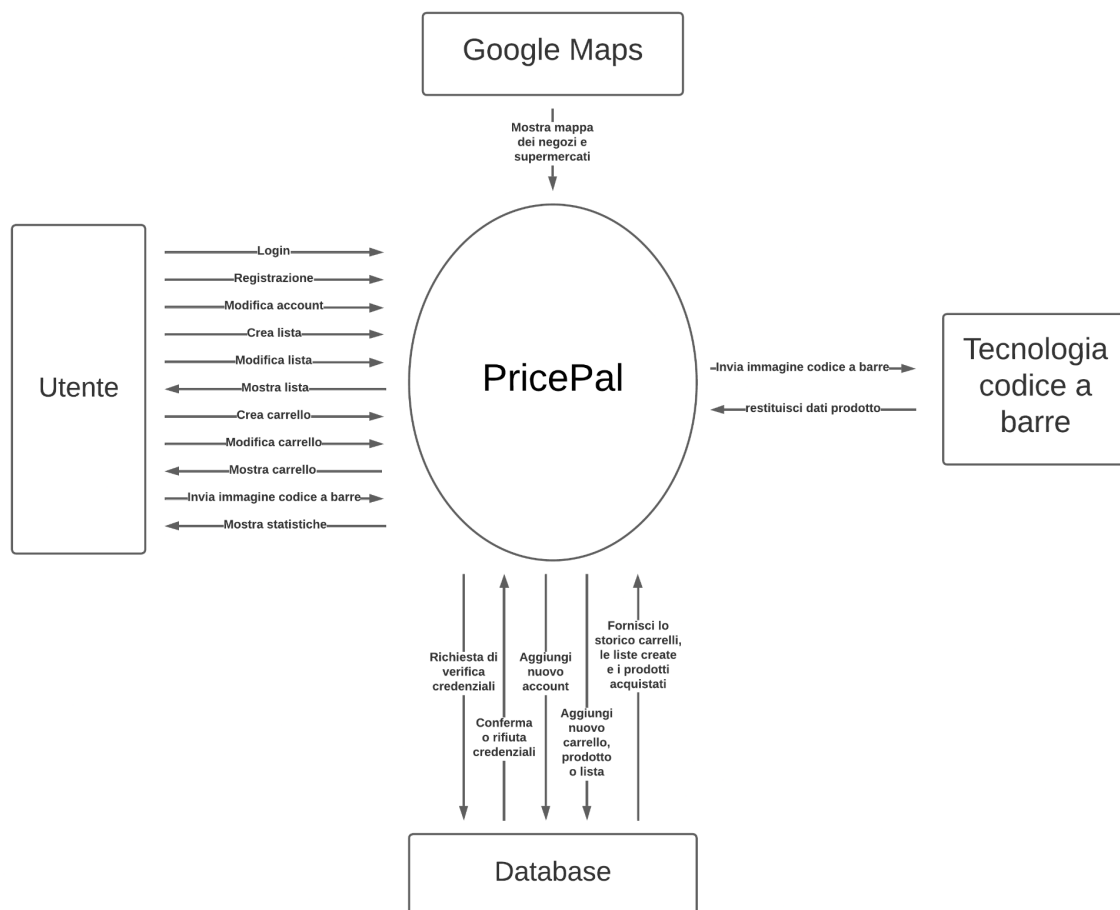 Google Maps
Mostra mappa
dei negozi e
supermercati
Utente
Login
Registrazione
Modifica account
Crea lista
Modifica lista
Mostra lista
Crea carrello
Modifica carrello
Mostra carrello
Invia immagine codice a barre
Mostra statistiche
PricePal
Invia immagine codice a barre
restituisci dati prodotto
Tecnologia
codice a
barre
Richiesta di
verifica
credenziali
Conferma
o rifiuta
credenziali
Aggiungi
nuovo
account
Aggiungi
nuovo
carrello,
prodotto
o lista
Fornisci lo
storico carrelli,
le liste create
e i prodotti
acquistati
Database